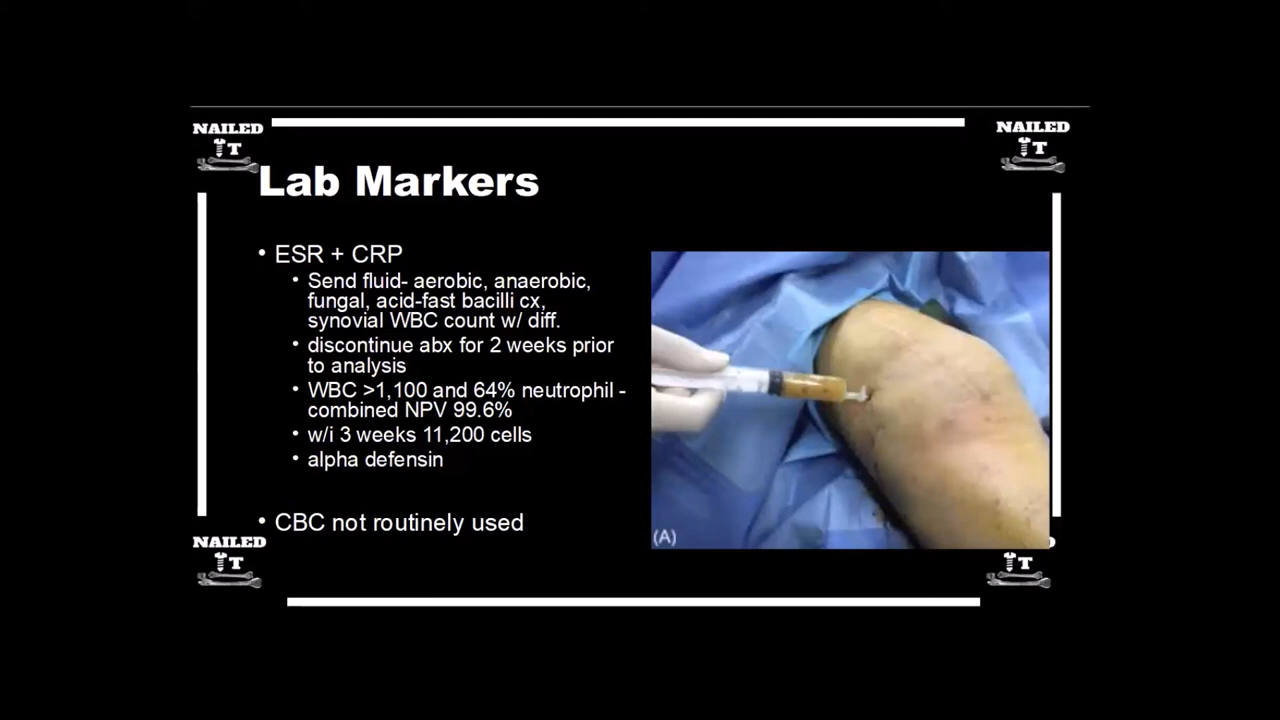 NAILED
IT
NAILED
IT
Lab Markers
• ESR + CRP
• Send fluid- aerobic, anaerobic,
fungal, acid-fast bacilli cx,
synovial WBC count w/ diff.
• discontinue abx for 2 weeks prior
to analysis
• WBC >1,100 and 64% neutrophil -
combined NPV 99.6%
• w/i 3 weeks 11,200 cells
• alpha defensin
• CBC not routinely used
(A)
NAILED
IT
IT